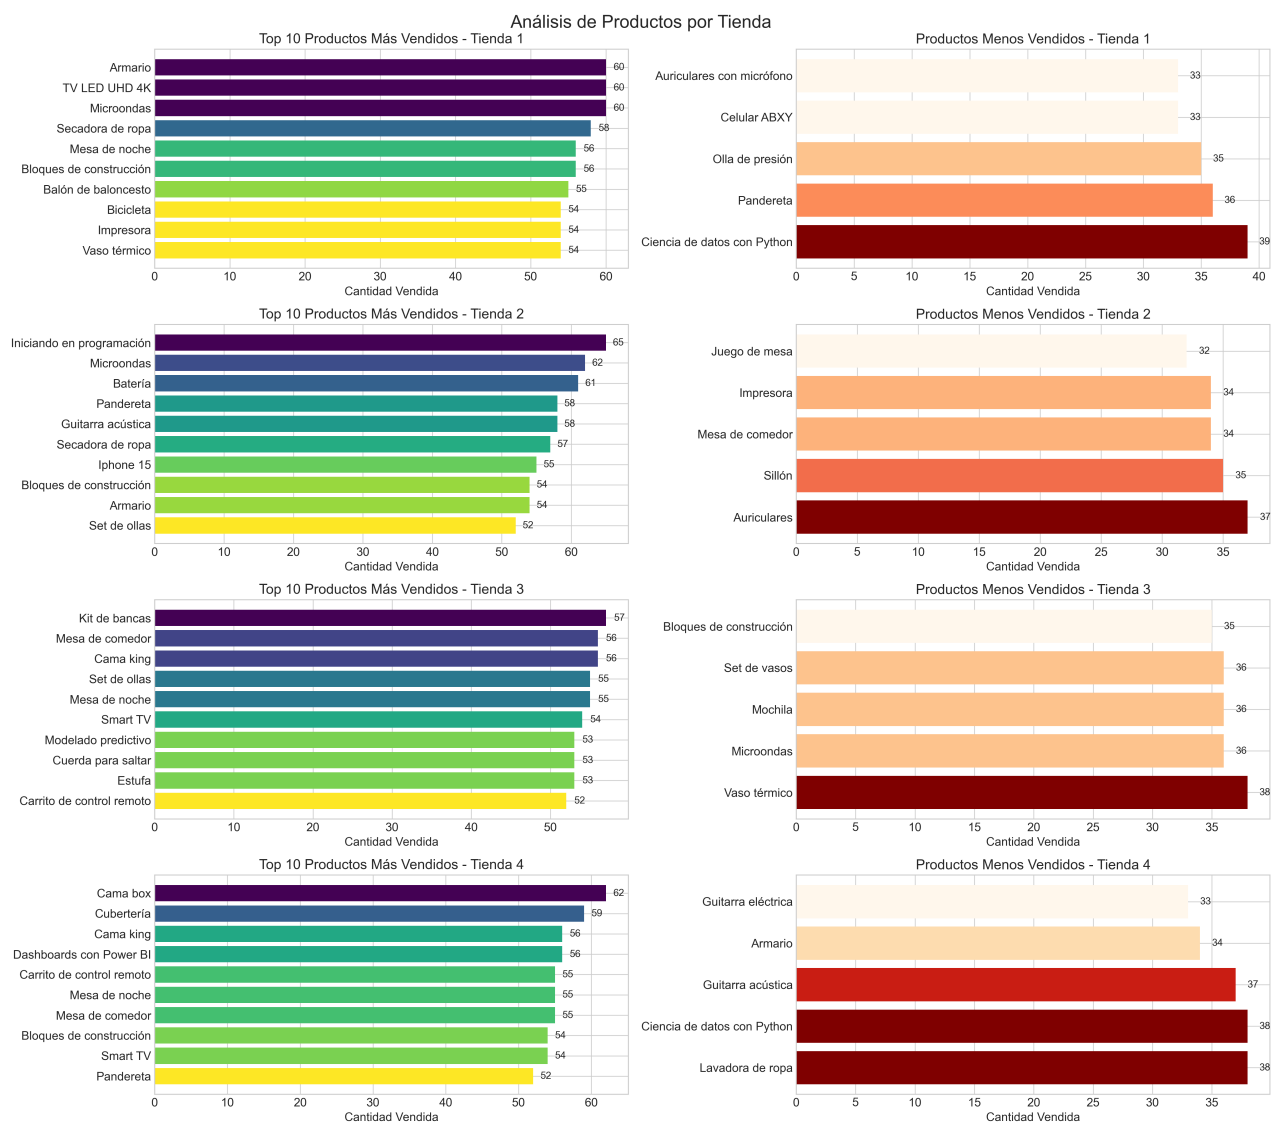 Análisis de Productos por Tienda
Top 10 Productos Más Vendidos - Tienda 1
Armario 60
TV LED UHD 4K 60
Microondas 60
Secadora de ropa 58
Mesa de noche 56
Bloques de construcción 56
Balón de baloncesto 55
Bicicleta 54
Impresora 54
Vaso térmico 54
0 10 20 30 40 50 60
Cantidad Vendida
Productos Menos Vendidos - Tienda 1
Auriculares con micrófono 33
Celular ABXY 33
Olla de presión 35
Pandereta 36
Ciencia de datos con Python 39
0 5 10 15 20 25 30 35 40
Cantidad Vendida
Top 10 Productos Más Vendidos - Tienda 2
Iniciando en programación 65
Microondas 62
Batería 61
Pandereta 58
Guitarra acústica 58
Secadora de ropa 57
Iphone 15 55
Bloques de construcción 54
Armario 54
Set de ollas 52
0 10 20 30 40 50 60
Cantidad Vendida
Productos Menos Vendidos - Tienda 2
Juego de mesa 32
Impresora 34
Mesa de comedor 34
Sillón 35
Auriculares 37
0 5 10 15 20 25 30 35
Cantidad Vendida
Top 10 Productos Más Vendidos - Tienda 3
Kit de bancas 57
Mesa de comedor 56
Cama king 56
Set de ollas 55
Mesa de noche 55
Smart TV 54
Modelado predictivo 53
Cuerda para saltar 53
Estufa 53
Carrito de control remoto 52
0 10 20 30 40 50
Cantidad Vendida
Productos Menos Vendidos - Tienda 3
Bloques de construcción 35
Set de vasos 36
Mochila 36
Microondas 36
Vaso térmico 38
0 5 10 15 20 25 30 35
Cantidad Vendida
Top 10 Productos Más Vendidos - Tienda 4
Cama box 62
Cubertería 59
Cama king 56
Dashboards con Power BI 56
Carrito de control remoto 55
Mesa de noche 55
Mesa de comedor 55
Bloques de construcción 54
Smart TV 54
Pandereta 52
0 10 20 30 40 50 60
Cantidad Vendida
Productos Menos Vendidos - Tienda 4
Guitarra eléctrica 33
Armario 34
Guitarra acústica 37
Ciencia de datos con Python 38
Lavadora de ropa 38
0 5 10 15 20 25 30 35
Cantidad Vendida